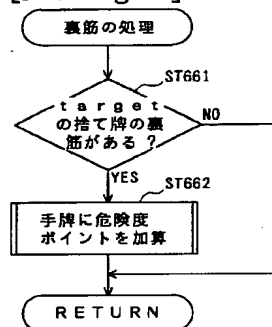 裏筋の処理
ST661
target
の捨て牌の裏
筋がある？
NO
YES
ST662
手牌に危険度
ポイントを加算
RETURN